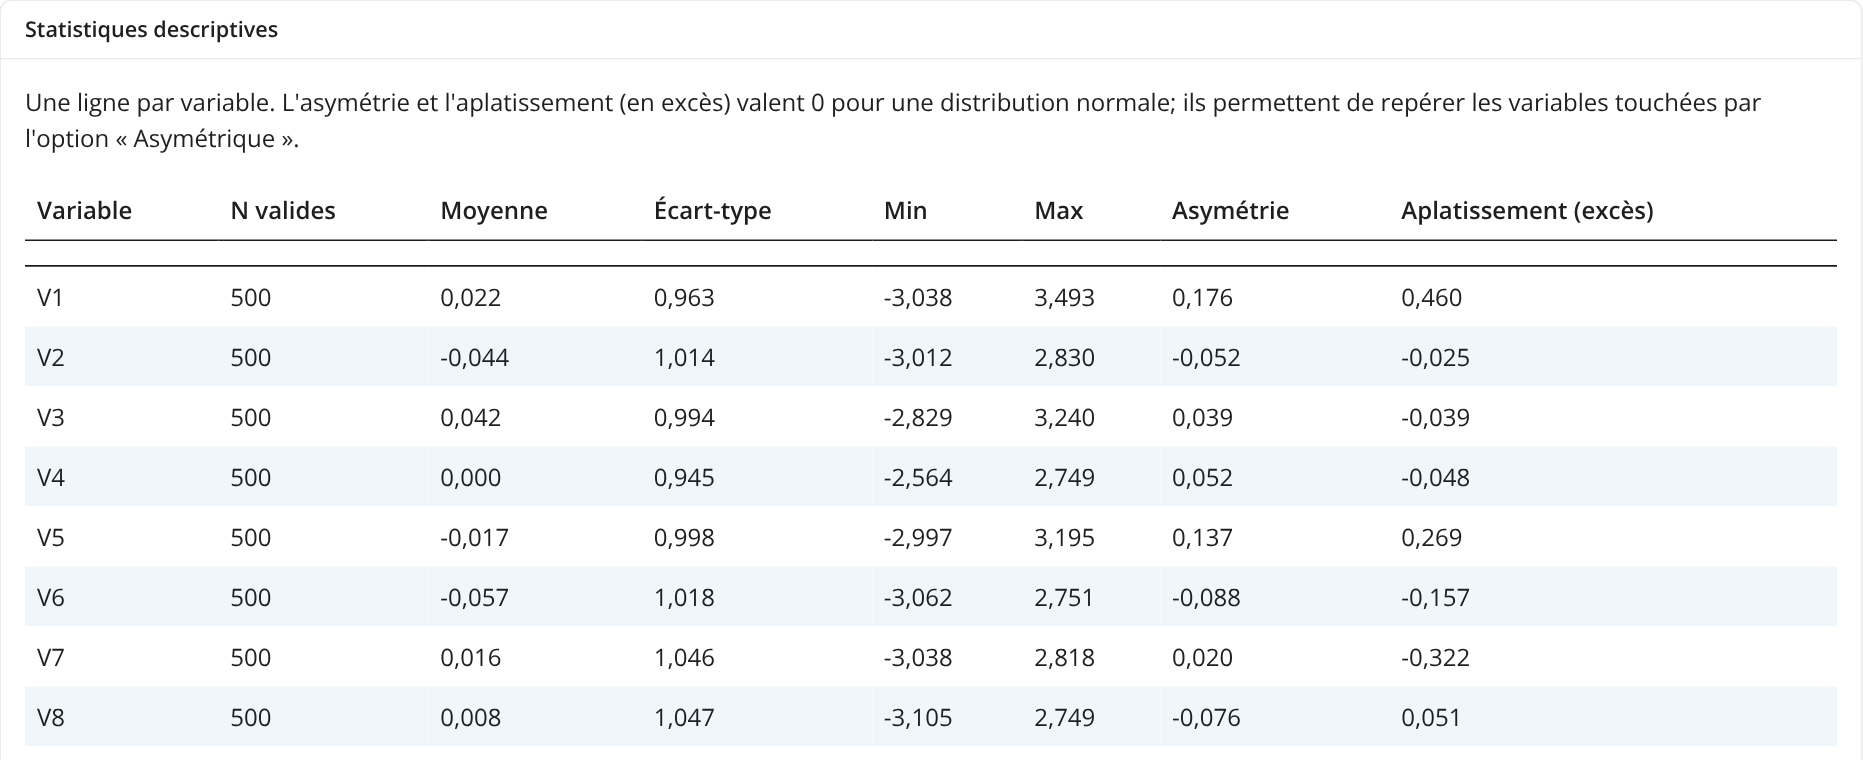 Statistiques descriptives
Une ligne par variable. L'asymétrie et l'aplatissement (en excès) valent 0 pour une distribution normale; ils permettent de repérer les variables touchées par
l'option « Asymétrique ».
Variable N valides Moyenne Écart-type Min Max Asymétrie Aplatissement (excès)
V1 500 0,022 0,963 -3,038 3,493 0,176 0,460
V2 500 -0,044 1,014 -3,012 2,830 -0,052 -0,025
V3 500 0,042 0,994 -2,829 3,240 0,039 -0,039
V4 500 0,000 0,945 -2,564 2,749 0,052 -0,048
V5 500 -0,017 0,998 -2,997 3,195 0,137 0,269
V6 500 -0,057 1,018 -3,062 2,751 -0,088 -0,157
V7 500 0,016 1,046 -3,038 2,818 0,020 -0,322
V8 500 0,008 1,047 -3,105 2,749 -0,076 0,051